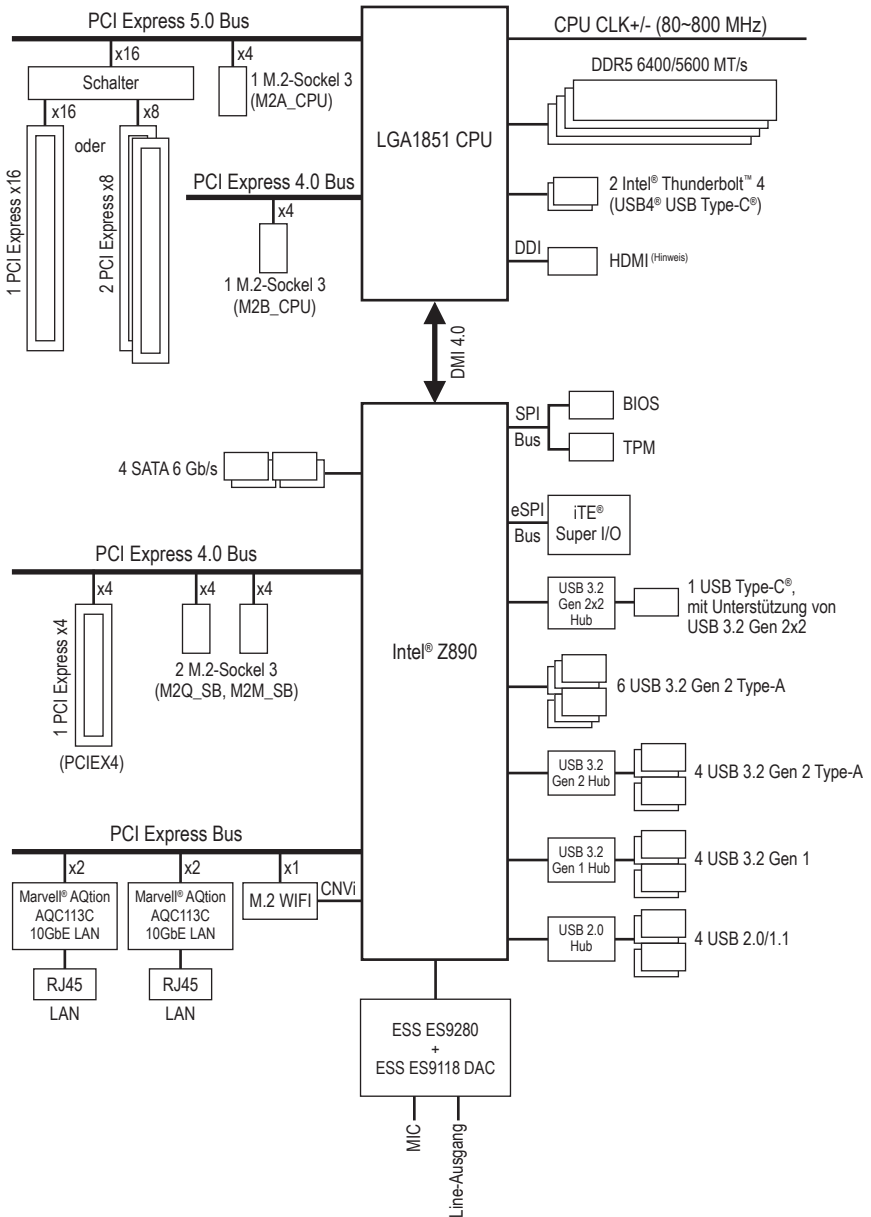 PCI Express 5.0 Bus
x16
x4
Schalter
x16
x8
1 PCI Express x16
oder
2 PCI Express x8
1 M.2-Sockel 3
(M2A_CPU)
PCI Express 4.0 Bus
x4
1 M.2-Sockel 3
(M2B_CPU)
LGA1851 CPU
CPU CLK+/- (80~800 MHz)
DDR5 6400/5600 MT/s
2 Intel® Thunderbolt™ 4
(USB4® USB Type-C®)
DDI
HDMI (Hinweis)
DMI 4.0
SPI
Bus
BIOS
TPM
4 SATA 6 Gb/s
eSPI
Bus
iTE®
Super I/O
PCI Express 4.0 Bus
x4
x4
x4
1 PCI Express x4
(PCIEX4)
2 M.2-Sockel 3
(M2Q_SB, M2M_SB)
Intel® Z890
USB 3.2
Gen 2x2
Hub
1 USB Type-C®,
mit Unterstützung von
USB 3.2 Gen 2x2
6 USB 3.2 Gen 2 Type-A
USB 3.2
Gen 2 Hub
4 USB 3.2 Gen 2 Type-A
USB 3.2
Gen 1 Hub
4 USB 3.2 Gen 1
USB 2.0
Hub
4 USB 2.0/1.1
PCI Express Bus
x2
x2
x1
Marvell® AQtion
AQC113C
10GbE LAN
Marvell® AQtion
AQC113C
10GbE LAN
M.2 WIFI
CNVi
RJ45
LAN
RJ45
LAN
ESS ES9280
+
ESS ES9118 DAC
MIC
Line-Ausgang